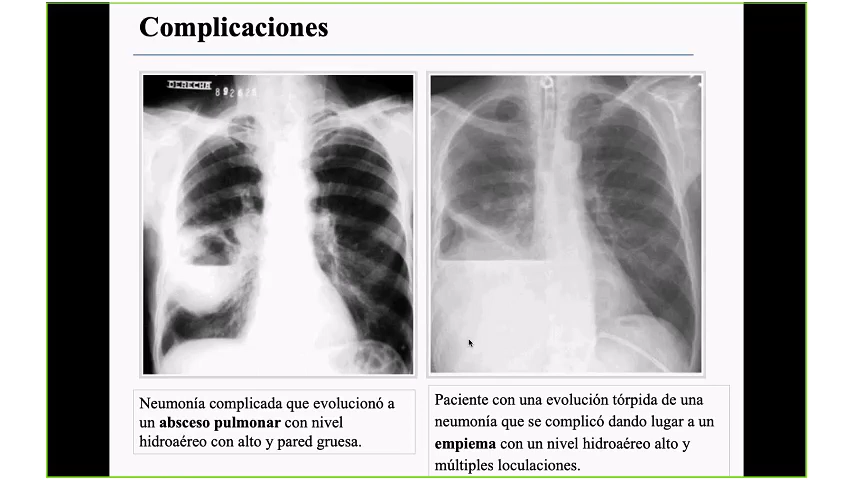 Complicaciones
DERECHA
Neumonía complicada que evolucionó a
un absceso pulmonar con nivel
hidroaéreo con alto y pared gruesa.
Paciente con una evolución tórpida de una
neumonía que se complicó dando lugar a un
empiema con un nivel hidroaéreo alto y
múltiples loculaciones.